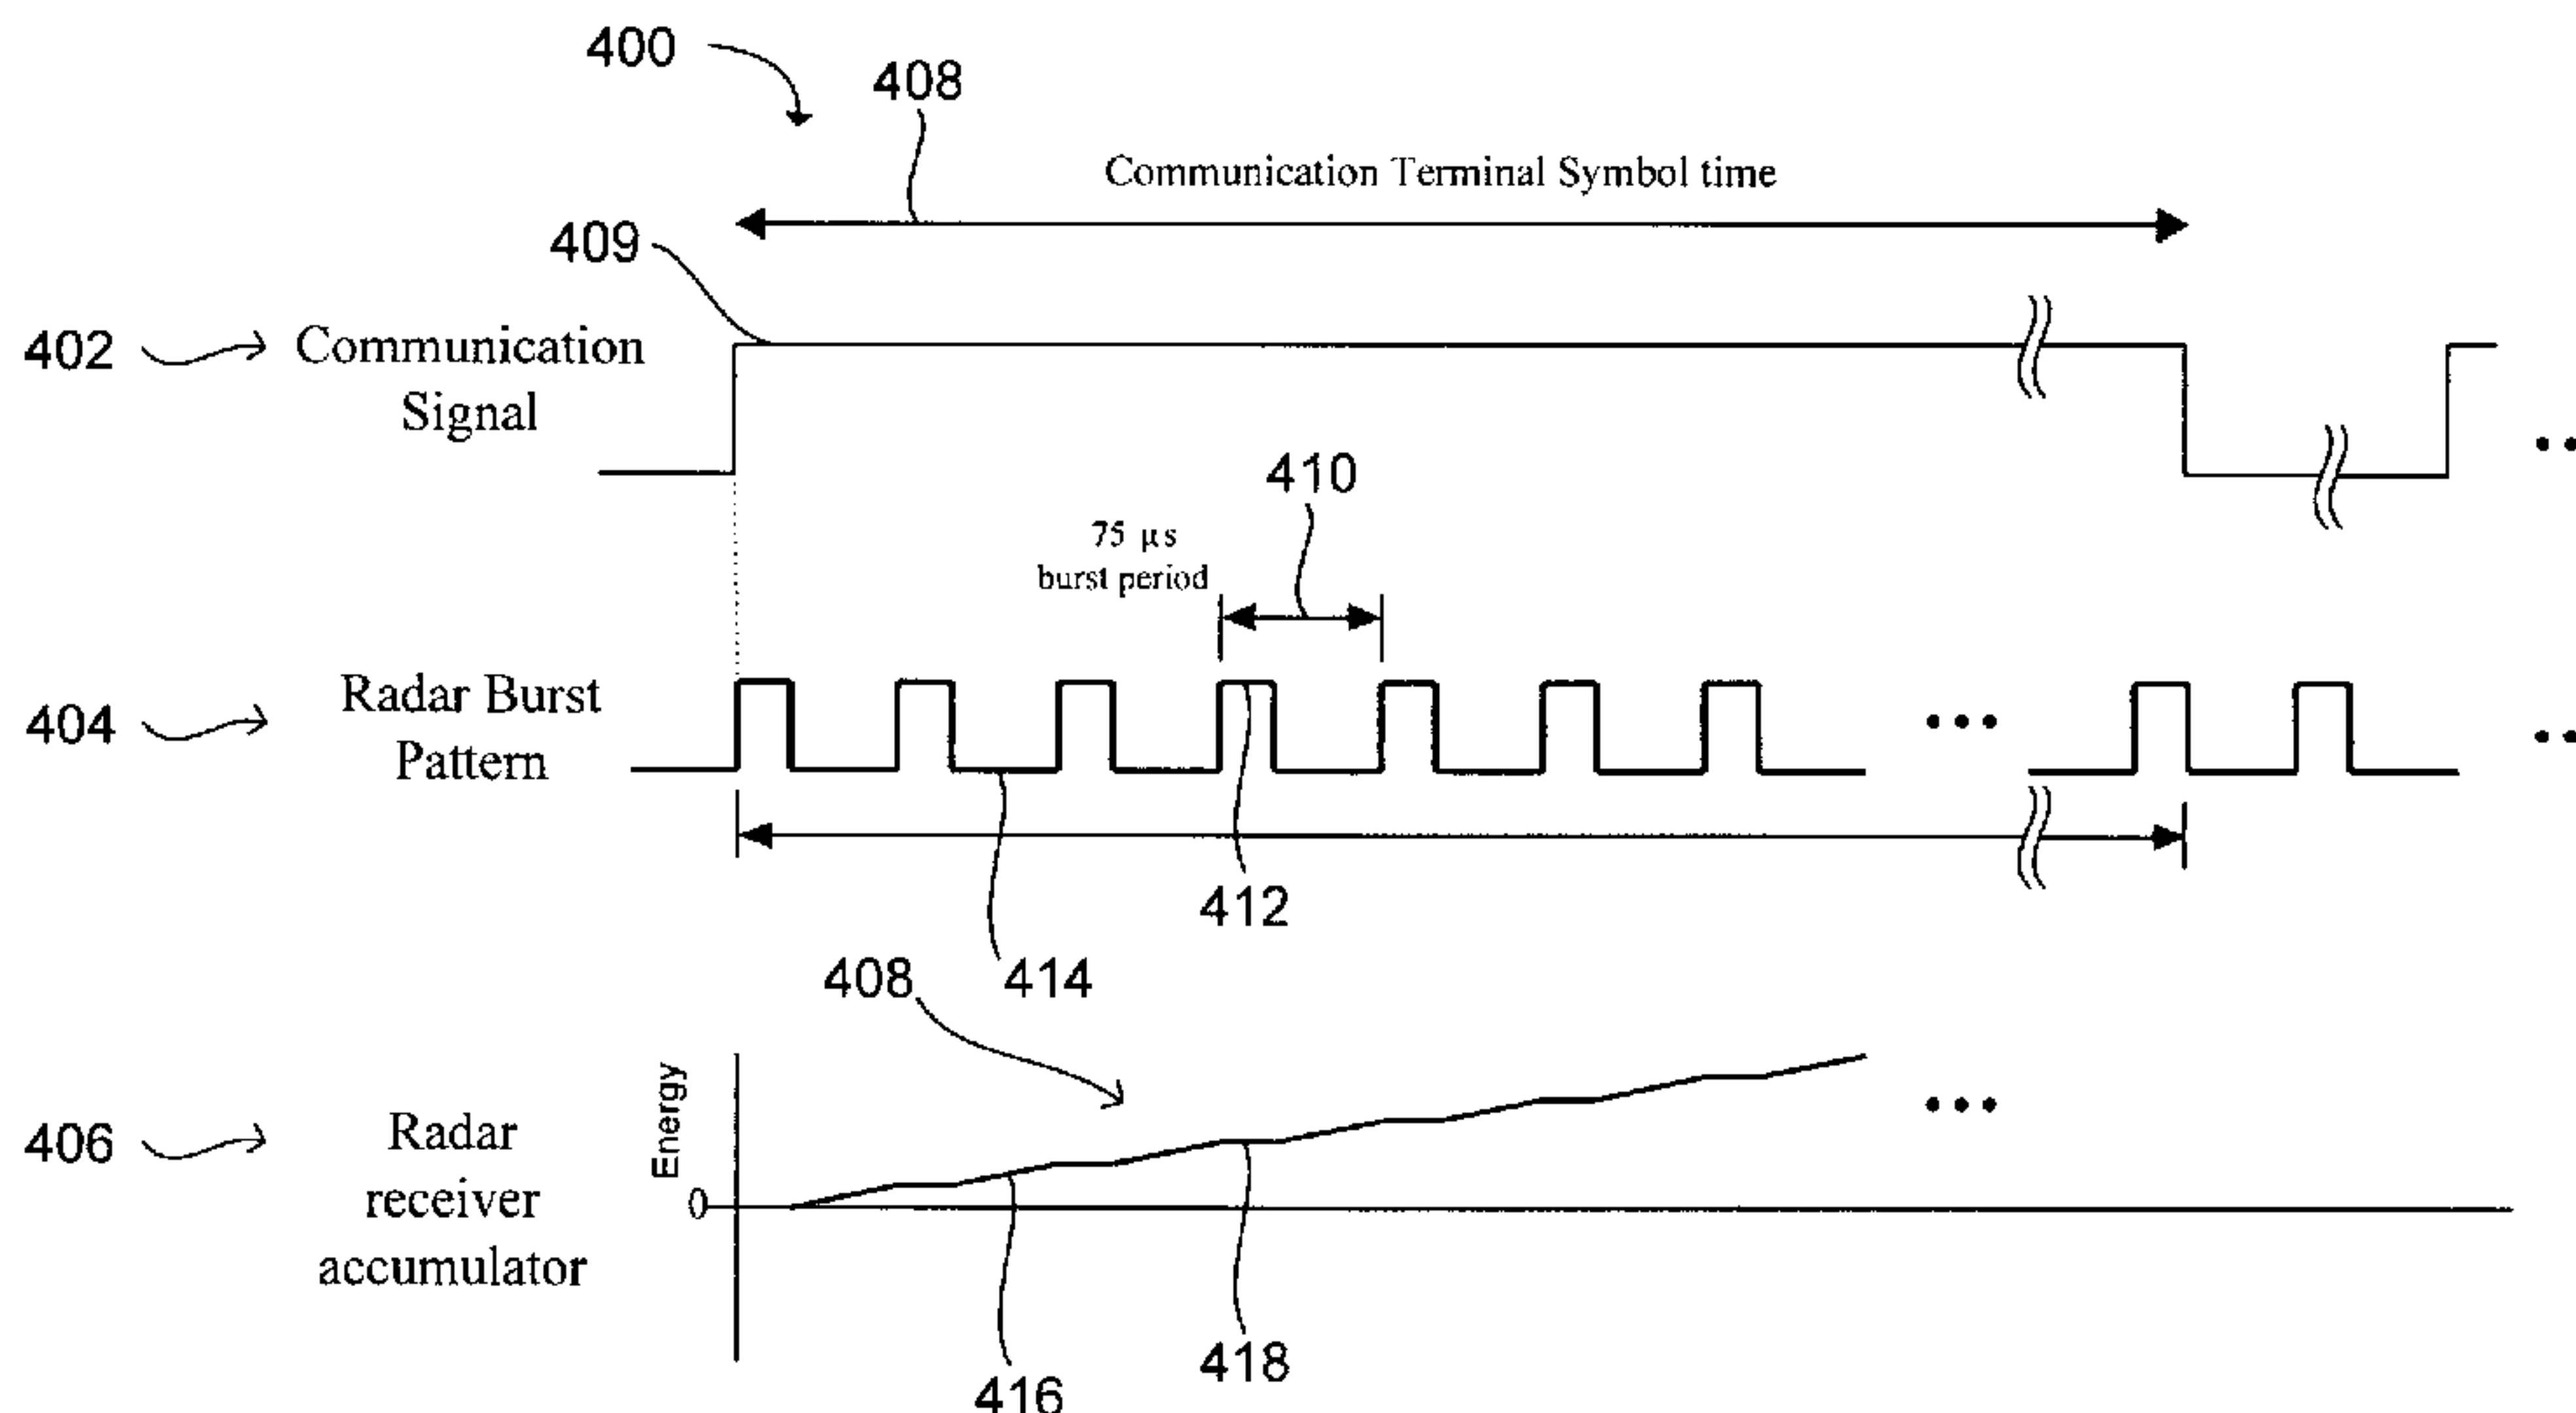 400
408
Communication Terminal Symbol time
409
402
Communication
Signal
410
75 μs
burst period
404
Radar Burst
Pattern
412
414
408
Energy
406
Radar
receiver
accumulator
0
418
416